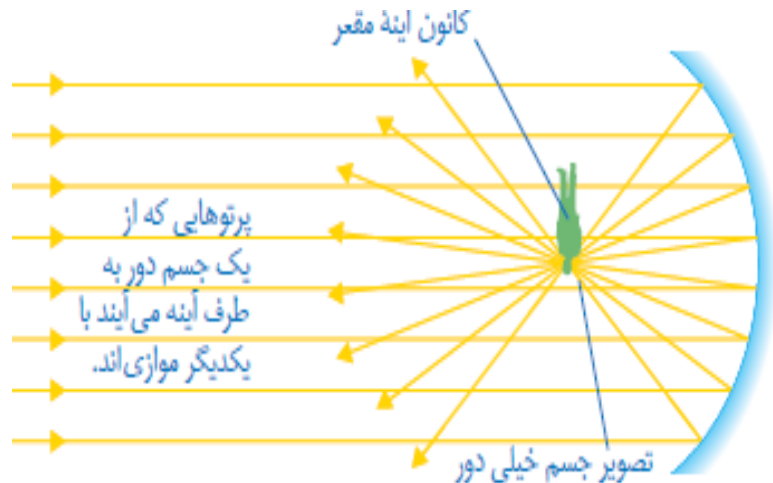 کانون اینهٔ مقعر
پرتوهایی که از
یک جسم دور به
طرف آینه می‌آیند با
یکدیگر موازی‌اند.
تصویر جسم خیلی دور